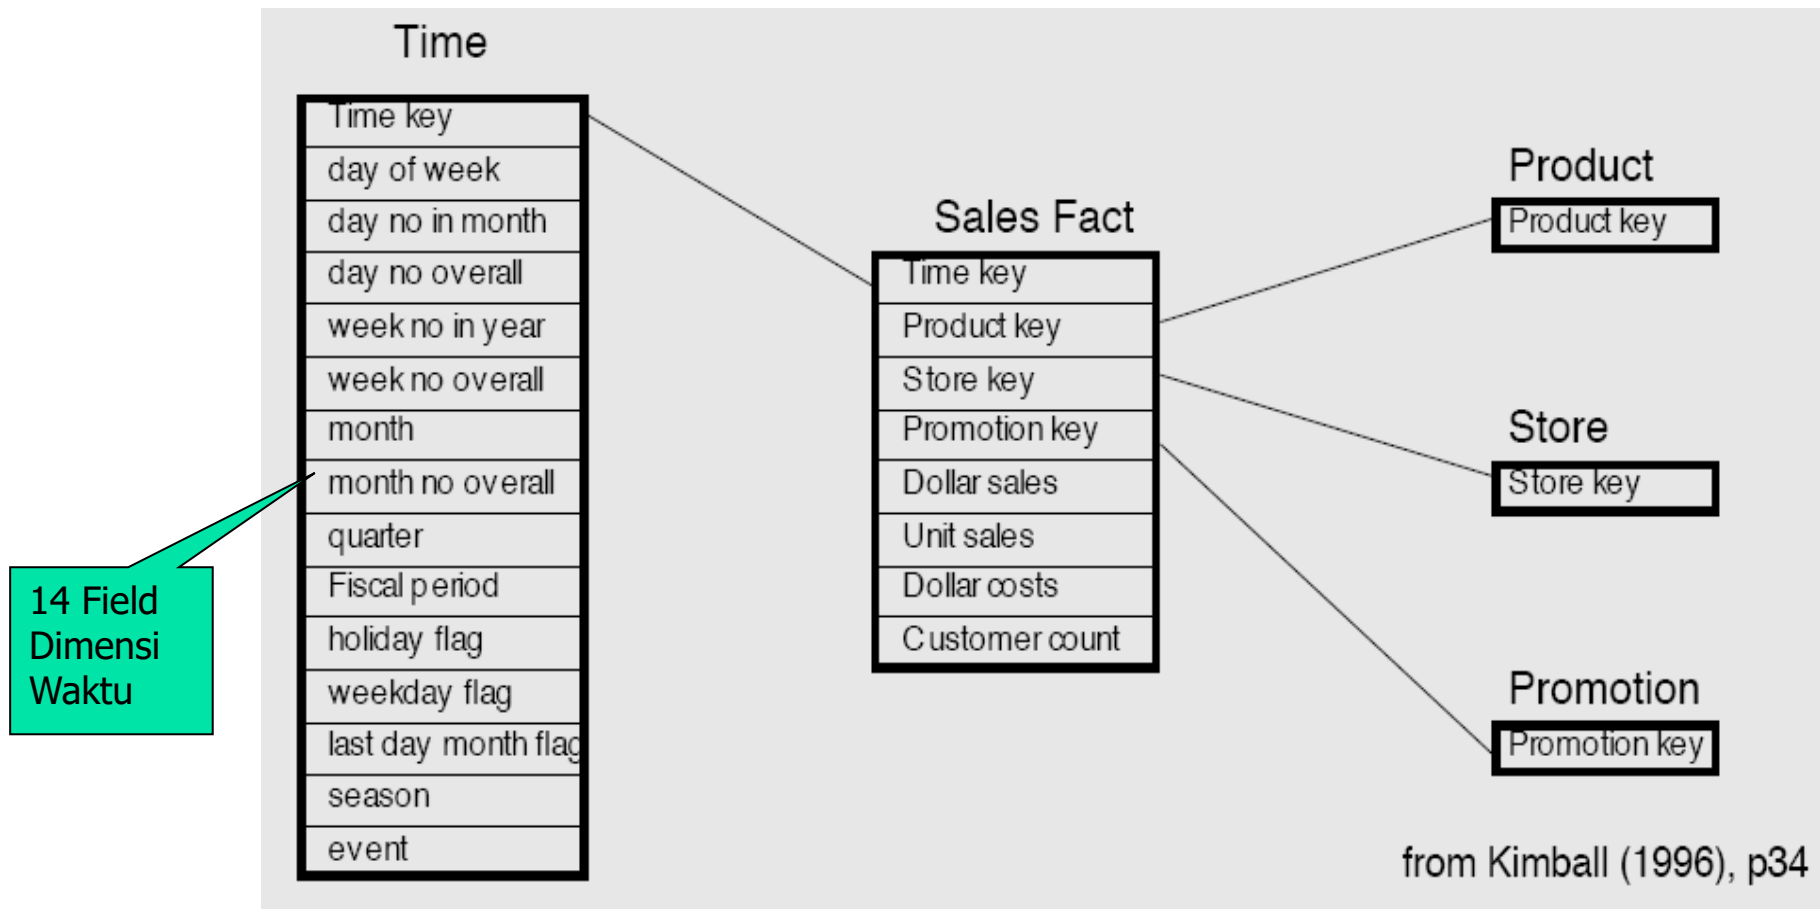 Time
Time key
day of week
day no in month
day no overall
week no in year
week no overall
month
month no overall
quarter
Fiscal period
holiday flag
weekday flag
last day month flag
season
event
14 Field
Dimensi
Waktu
Sales Fact
Time key
Product key
Store key
Promotion key
Dollar sales
Unit sales
Dollar costs
Customer count
Product
Product key
Store
Store key
Promotion
Promotion key
from Kimball (1996), p34